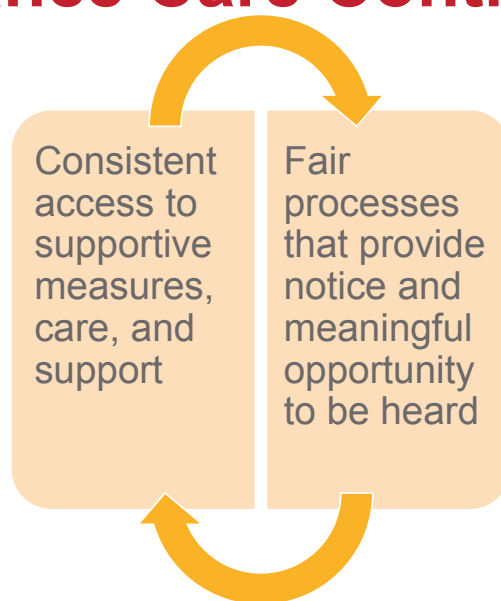 Care
Consistent
access to
supportive
measures,
care, and
support
Fair
processes
that provide
notice and
meaningful
opportunity
to be heard